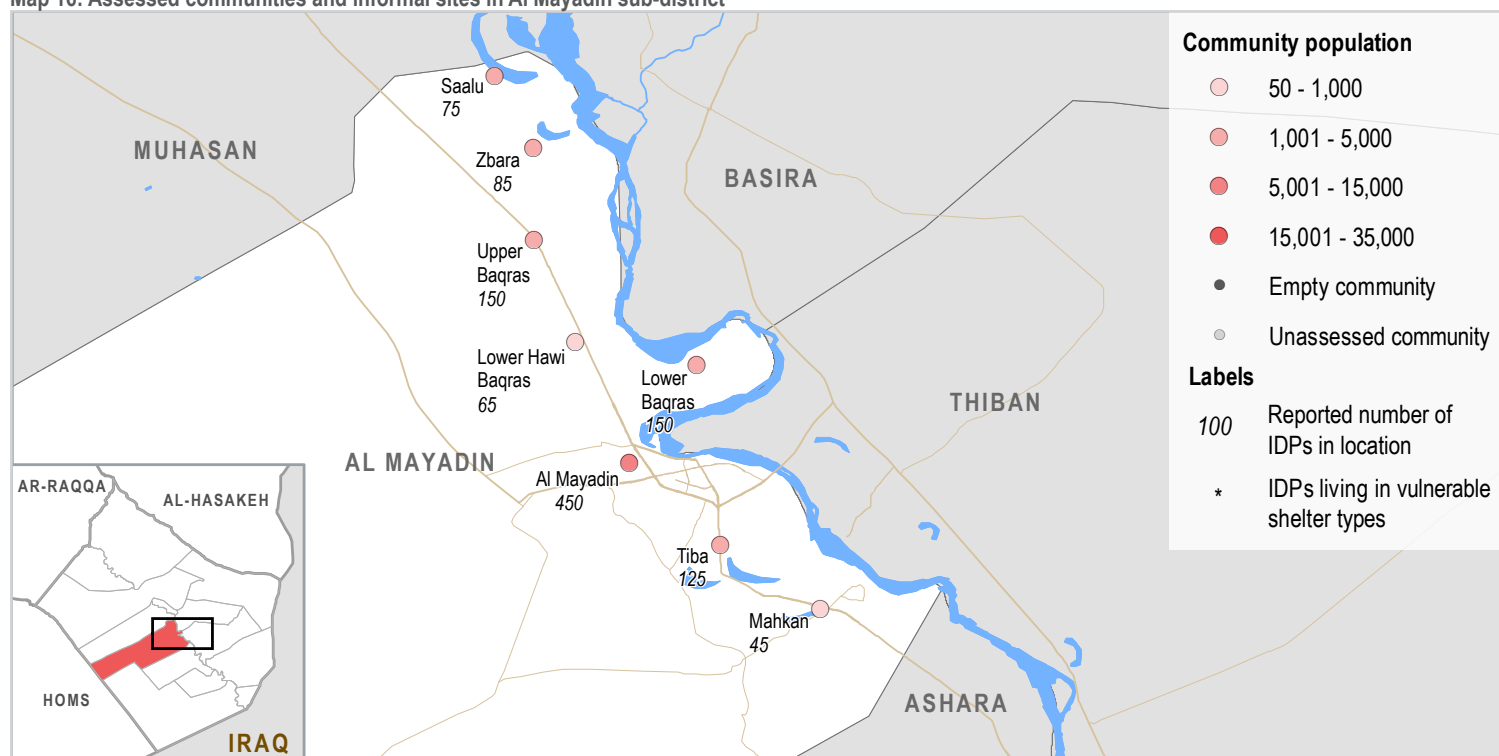 Map 10: Assessed communities and informal sites in Al Mayadin sub-district
Saalu
75
MUHASAN
Zbara
85
BASIRA
Upper
Baqras
150
Lower Hawi
Baqras
65
Lower
Baqras
150
THIBAN
AL MAYADIN
Al Mayadin
450
Tiba
125
Mahkan
45
ASHARA
Community population
50 - 1,000
1,001 - 5,000
5,001 - 15,000
15,001 - 35,000
Empty community
Unassessed community
Labels
100
Reported number of
IDPs in location
*
IDPs living in vulnerable
shelter types
AR-RAQQA
AL-HASAKEH
HOMS
IRAQ